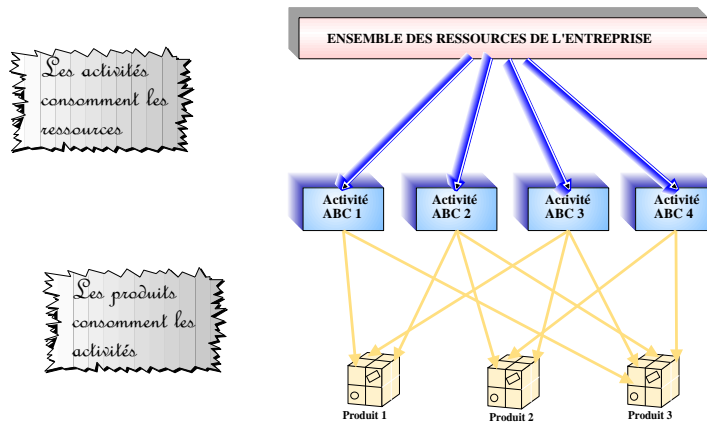 ENSEMBLE DES RESSOURCES DE L'ENTREPRISE
Les activités
consomment les
ressources
Activité
ABC 1
Activité
ABC 2
Activité
ABC 3
Activité
ABC 4
Les produits
consomment les
activités
Produit 1
Produit 2
Produit 3